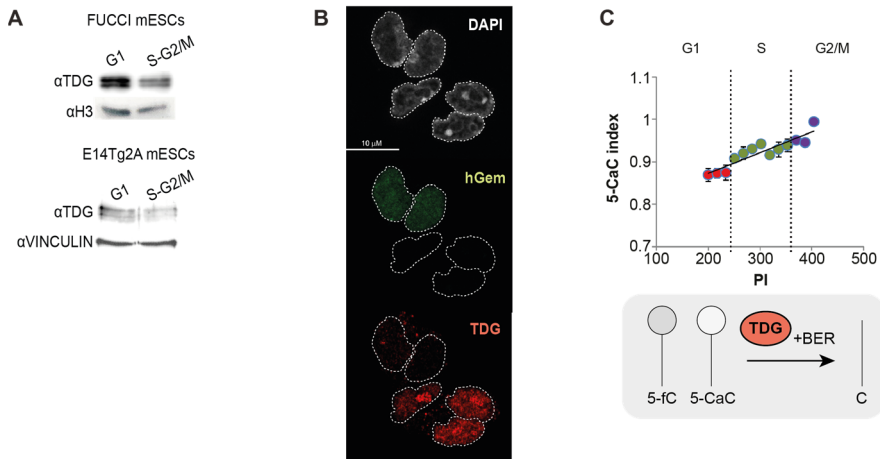 A
FUCCI mESCs
G1
S-G2/M
αTDG
αH3
E14Tg2A mESCs
G1
S-G2/M
αTDG
αVINCULIN
B
DAPI
10 μM
hGem
TDG
C
G1 S G2/M
5-CaC index
1.1
1
0.9
0.8
0.7
100 200 300 400 500
PI
TDG
+BER
5-fC 5-CaC C